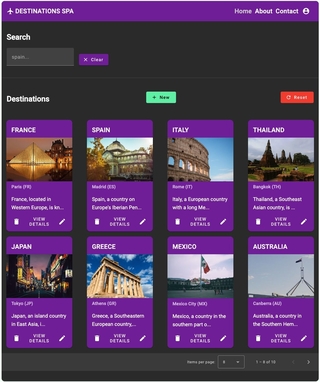 DESTINATIONS SPA
Home About Contact
Search
spain...
Clear
Destinations
New
Reset
FRANCE
Paris (FR)
France, located in
Western Europe, is kn...
VIEW
DETAILS
SPAIN
Madrid (ES)
Spain, a country on
Europe's Iberian Pen...
VIEW
DETAILS
ITALY
Rome (IT)
Italy, a European country
with a long Me...
VIEW
DETAILS
THAILAND
Bangkok (TH)
Thailand, a Southeast
Asian country, is ...
VIEW
DETAILS
JAPAN
Tokyo (JP)
Japan, an island country
in East Asia, l...
VIEW
DETAILS
GREECE
Athens (GR)
Greece, a Southeastern
European country,...
VIEW
DETAILS
MEXICO
Mexico City (MX)
Mexico, a country in the
southern part o...
VIEW
DETAILS
AUSTRALIA
Canberra (AU)
Australia, a country in
the Southern Hem...
VIEW
DETAILS
Items per page:
8
1 – 8 of 10